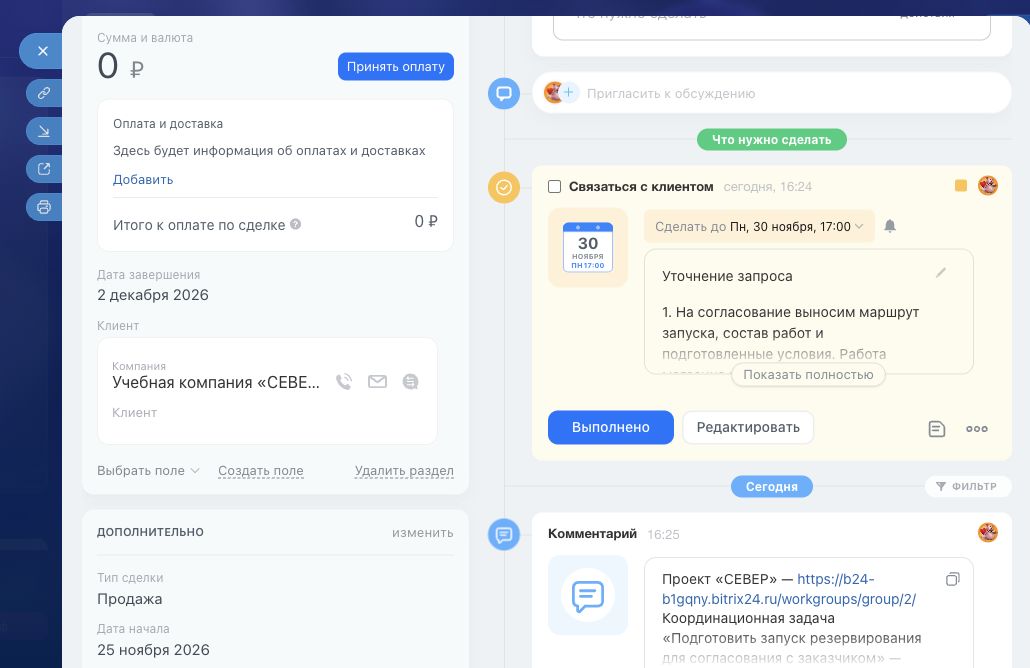 Сумма и валюта
0 ₽
Принять оплату
Оплата и доставка
Здесь будет информация об оплатах и доставках
Добавить
Итого к оплате по сделке
0 ₽
Дата завершения
2 декабря 2026
Клиент
Компания
Учебная компания «СЕВЕ...
Клиент
Выбрать поле
Создать поле
Удалить раздел
ДОПОЛНИТЕЛЬНО
изменить
Тип сделки
Продажа
Дата начала
25 ноября 2026
Пригласить к обсуждению
Что нужно сделать
Связаться с клиентом сегодня, 16:24
30
НОЯБРЯ
ПН 17:00
Сделать до Пн, 30 ноября, 17:00
Уточнение запроса
1. На согласование выносим маршрут
запуска, состав работ и
подготовленные условия. Работа
Показать полностью
Выполнено
Редактировать
Сегодня
ФИЛЬТР
Комментарий 16:25
Проект «СЕВЕР» — https://b24-
b1gqny.bitrix24.ru/workgroups/group/2/
Координационная задача
«Подготовить запуск резервирования
для согласования с заказчиком» —